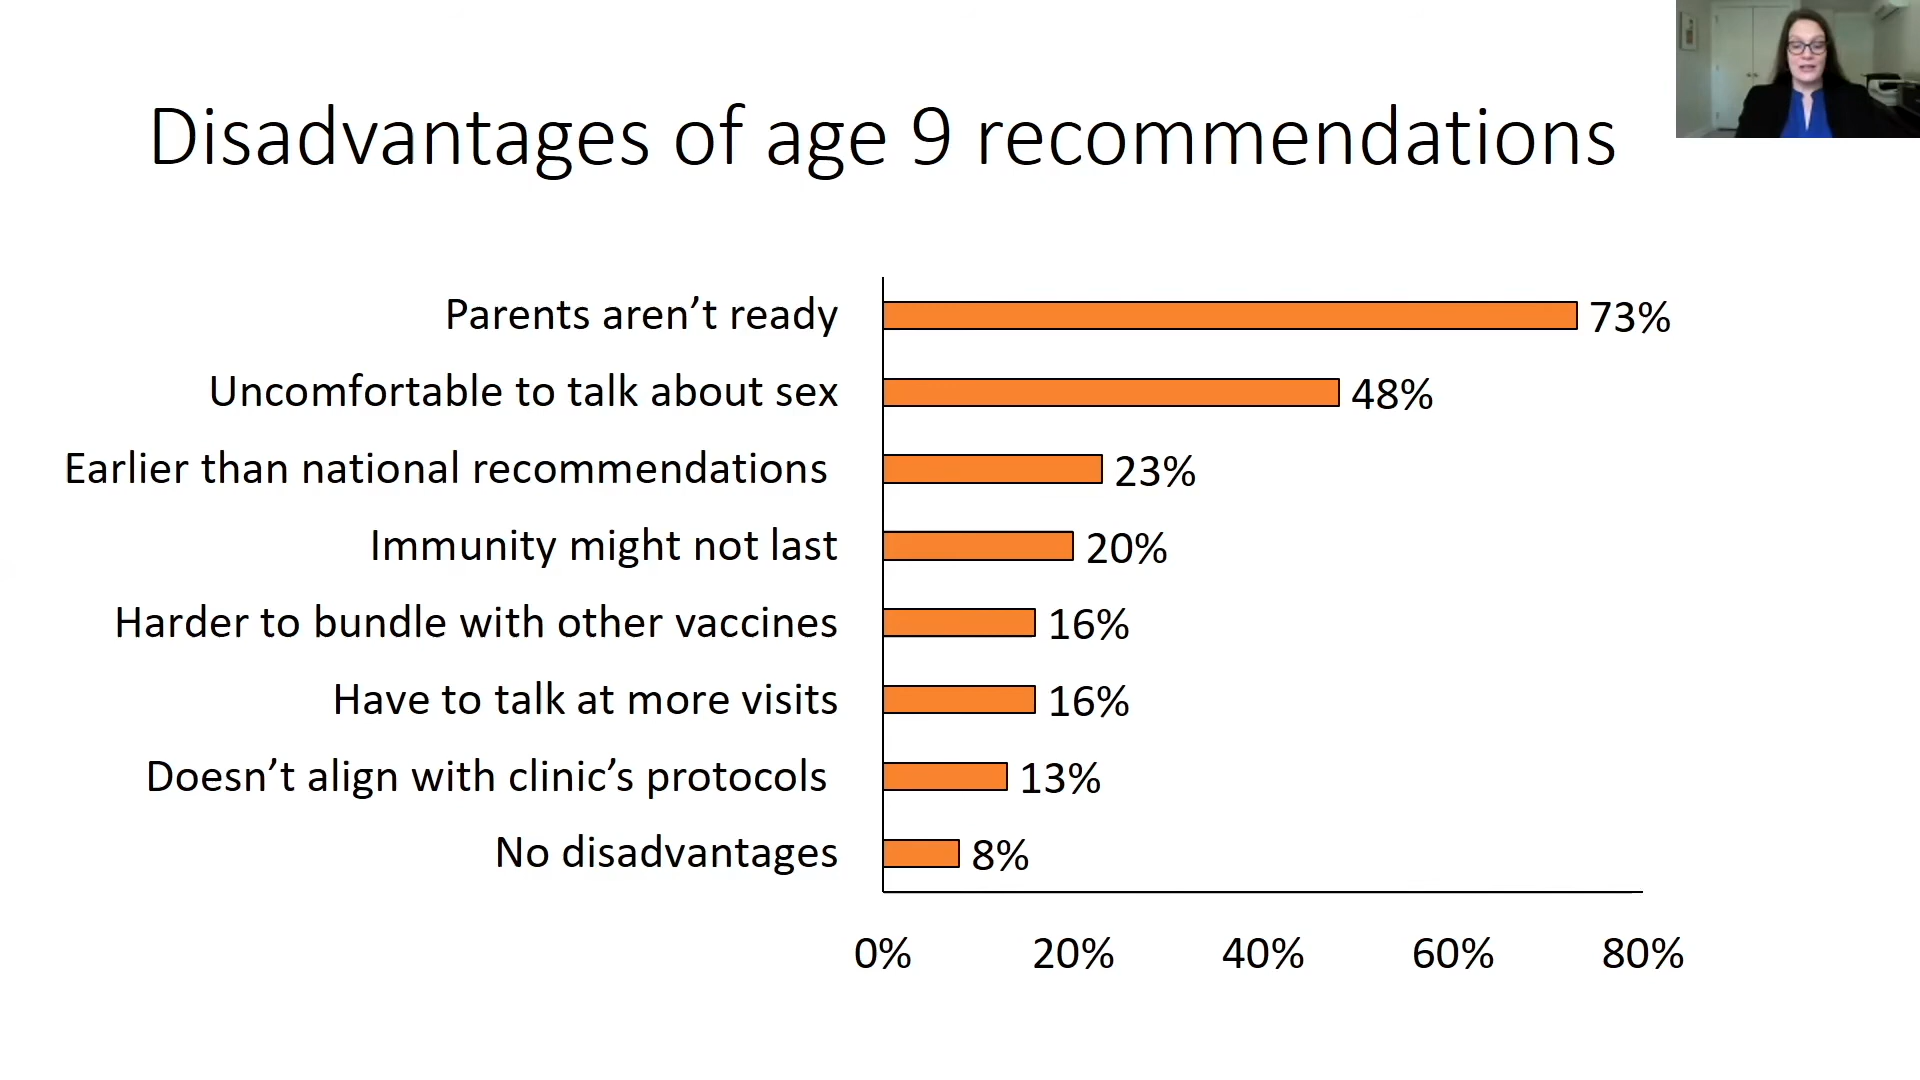 Disadvantages of age 9 recommendations
Parents aren’t ready 73%
Uncomfortable to talk about sex 48%
Earlier than national recommendations 23%
Immunity might not last 20%
Harder to bundle with other vaccines 16%
Have to talk at more visits 16%
Doesn’t align with clinic’s protocols 13%
No disadvantages 8%
0% 20% 40% 60% 80%